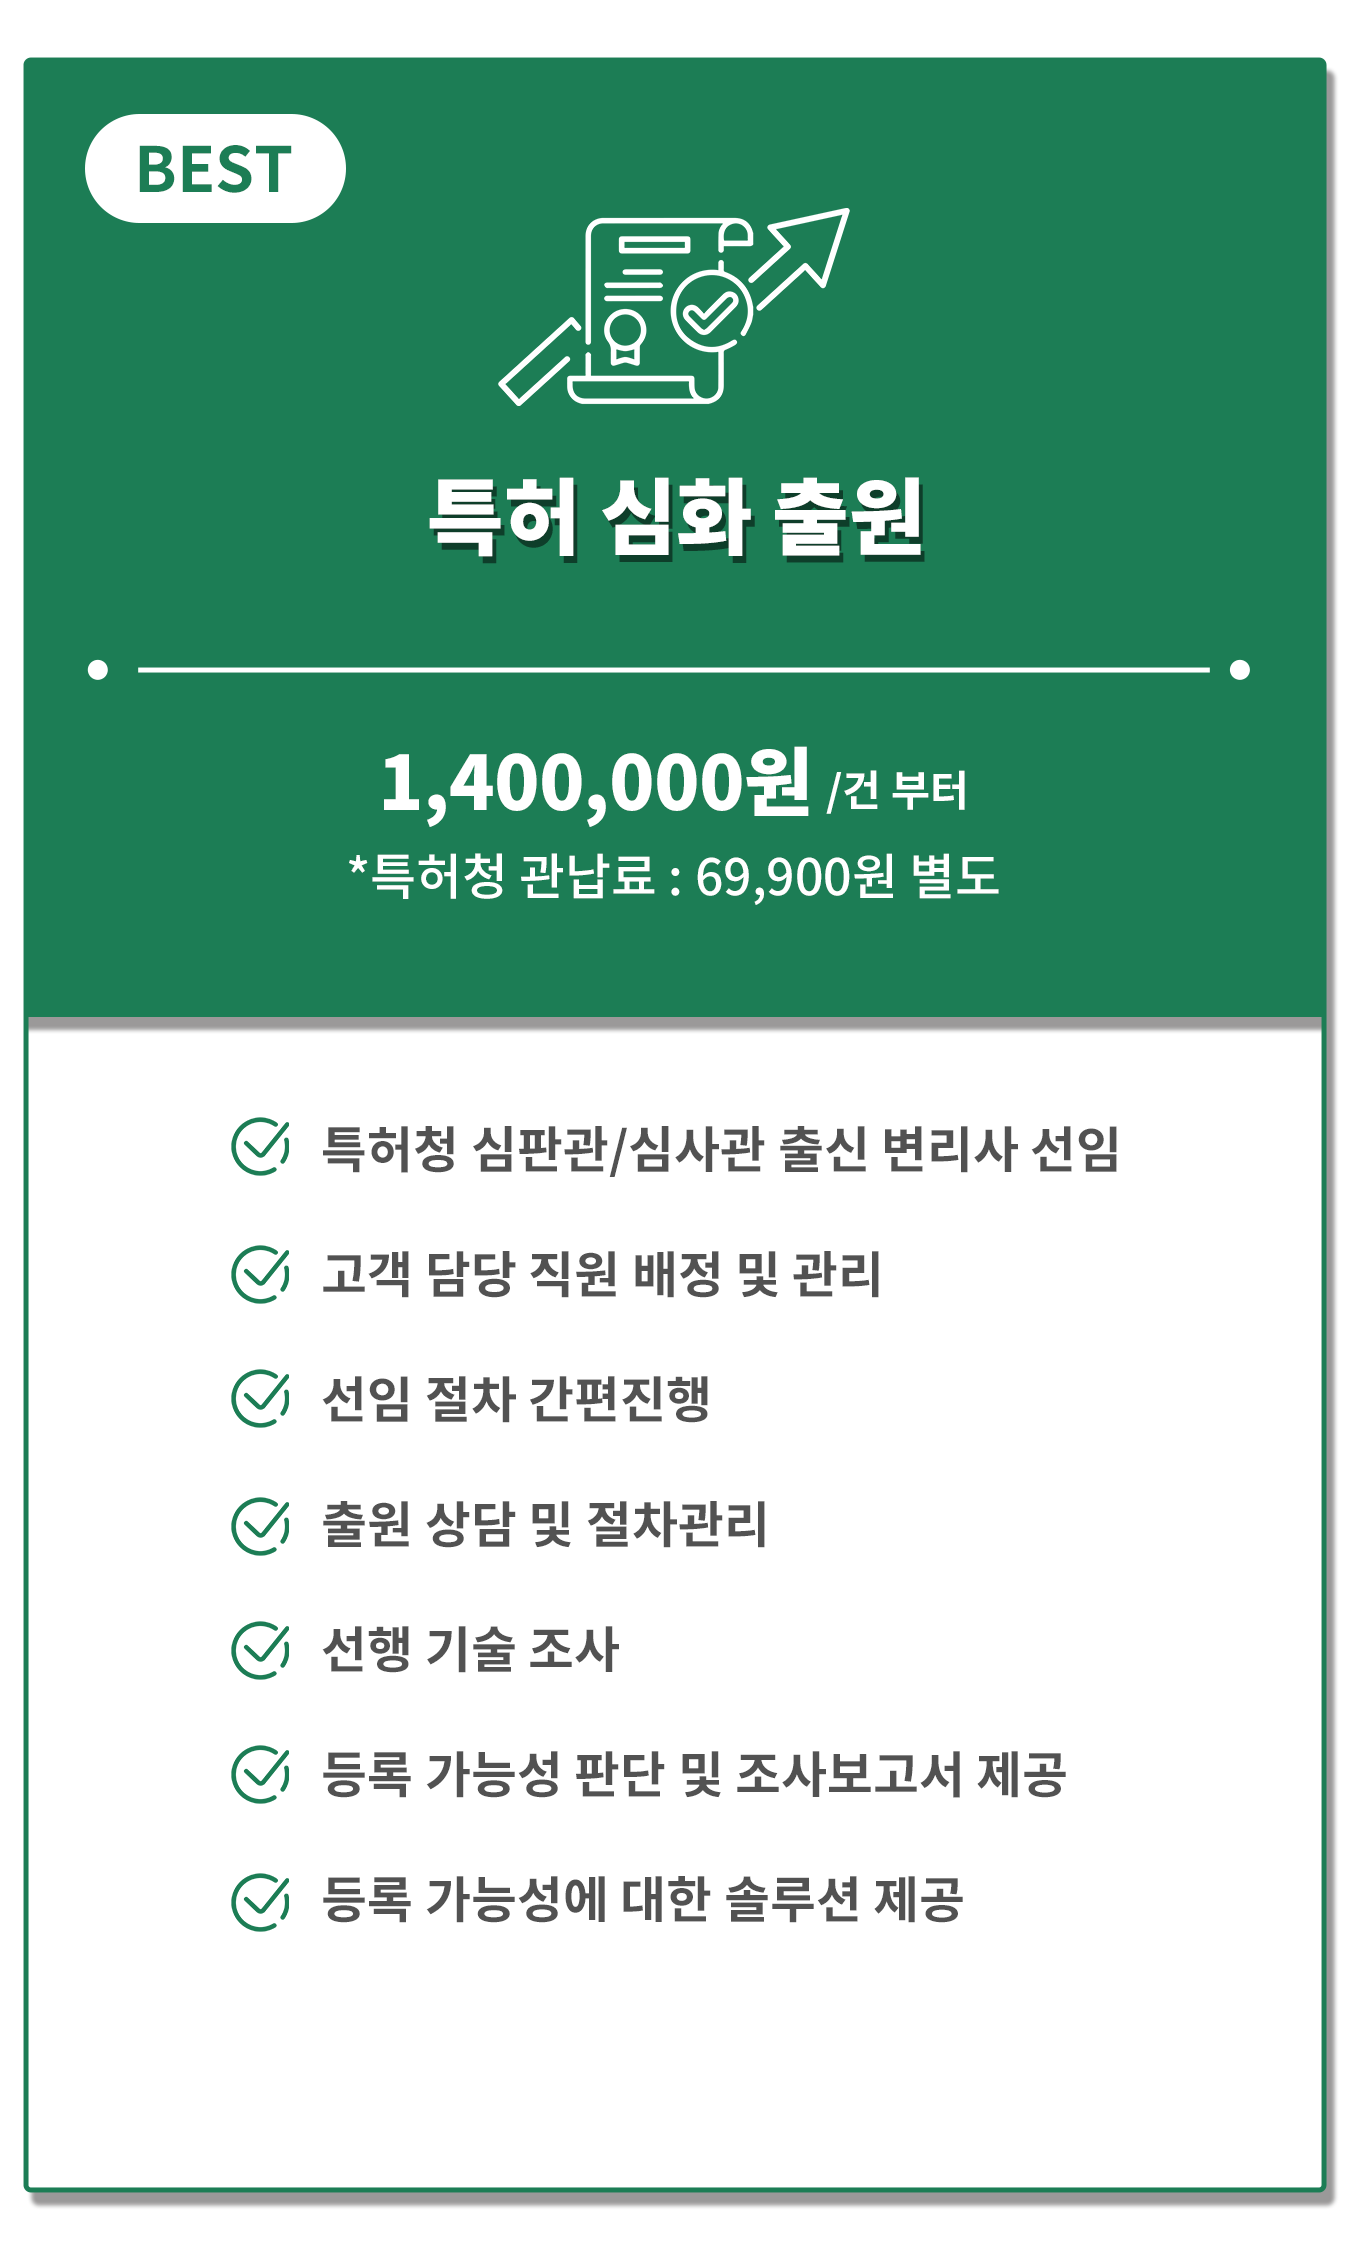 BEST
특허 심화 출원
1,400,000원 /건 부터
*특허청 관납료 : 69,900원 별도
특허청 심판관/심사관 출신 변리사 선임
고객 담당 직원 배정 및 관리
선임 절차 간편진행
출원 상담 및 절차관리
선행 기술 조사
등록 가능성 판단 및 조사보고서 제공
등록 가능성에 대한 솔루션 제공